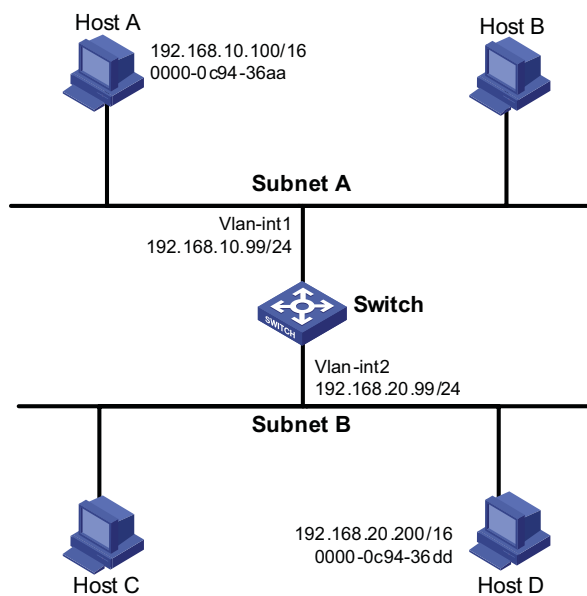 Host A
192.168.10.100/16
0000-0c94-36aa
Host B
Subnet A
Vlan-int1
192.168.10.99/24
SWITCH
Switch
Vlan-int2
192.168.20.99/24
Subnet B
192.168.20.200/16
0000-0c94-36dd
Host C
Host D